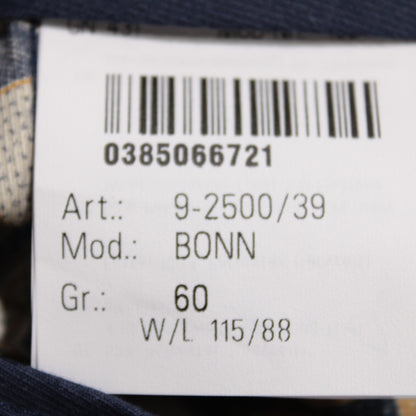 0385066721
Art.: 9-2500/39
Mod.: BONN
Gr.: 60
W/L 115/88